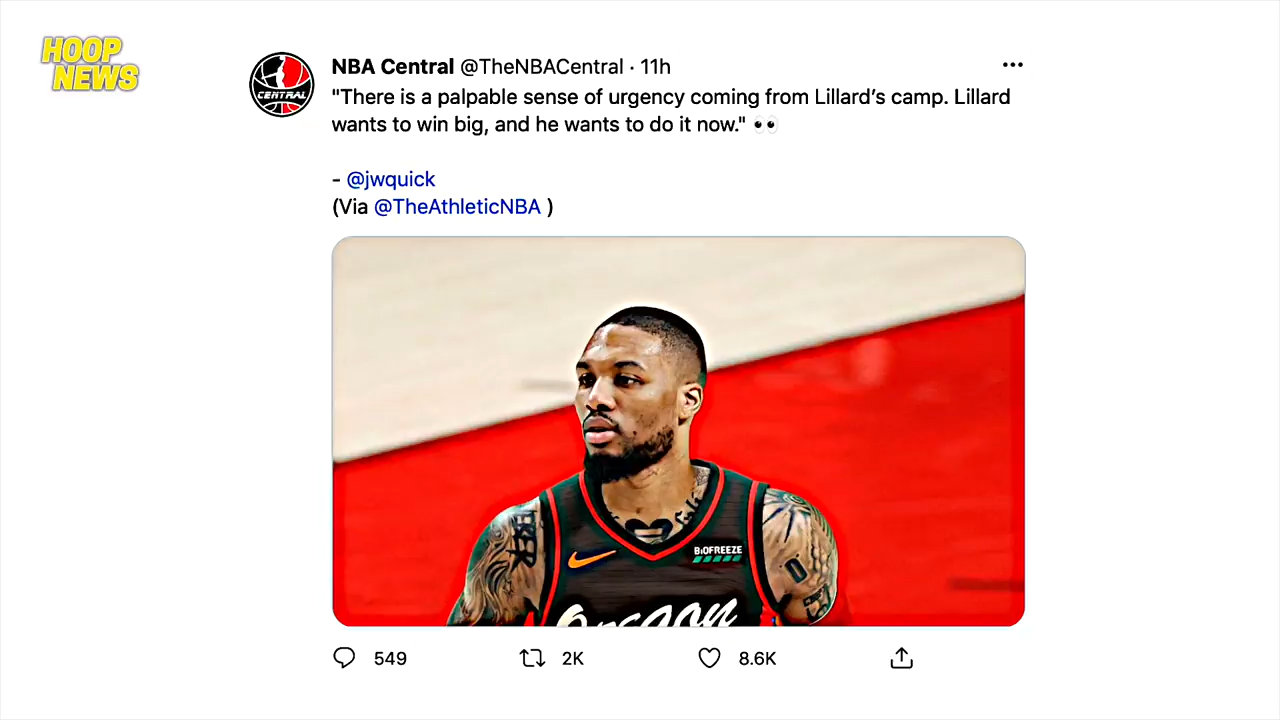 HOOP
NEWS
NBA Central @TheNBACentral · 11h
"There is a palpable sense of urgency coming from Lillard’s camp. Lillard
wants to win big, and he wants to do it now." 👀
- @jwquick
(Via @TheAthleticNBA )
CENTRAL
BIOFREEZE
Oregon
549
2K
8.6K